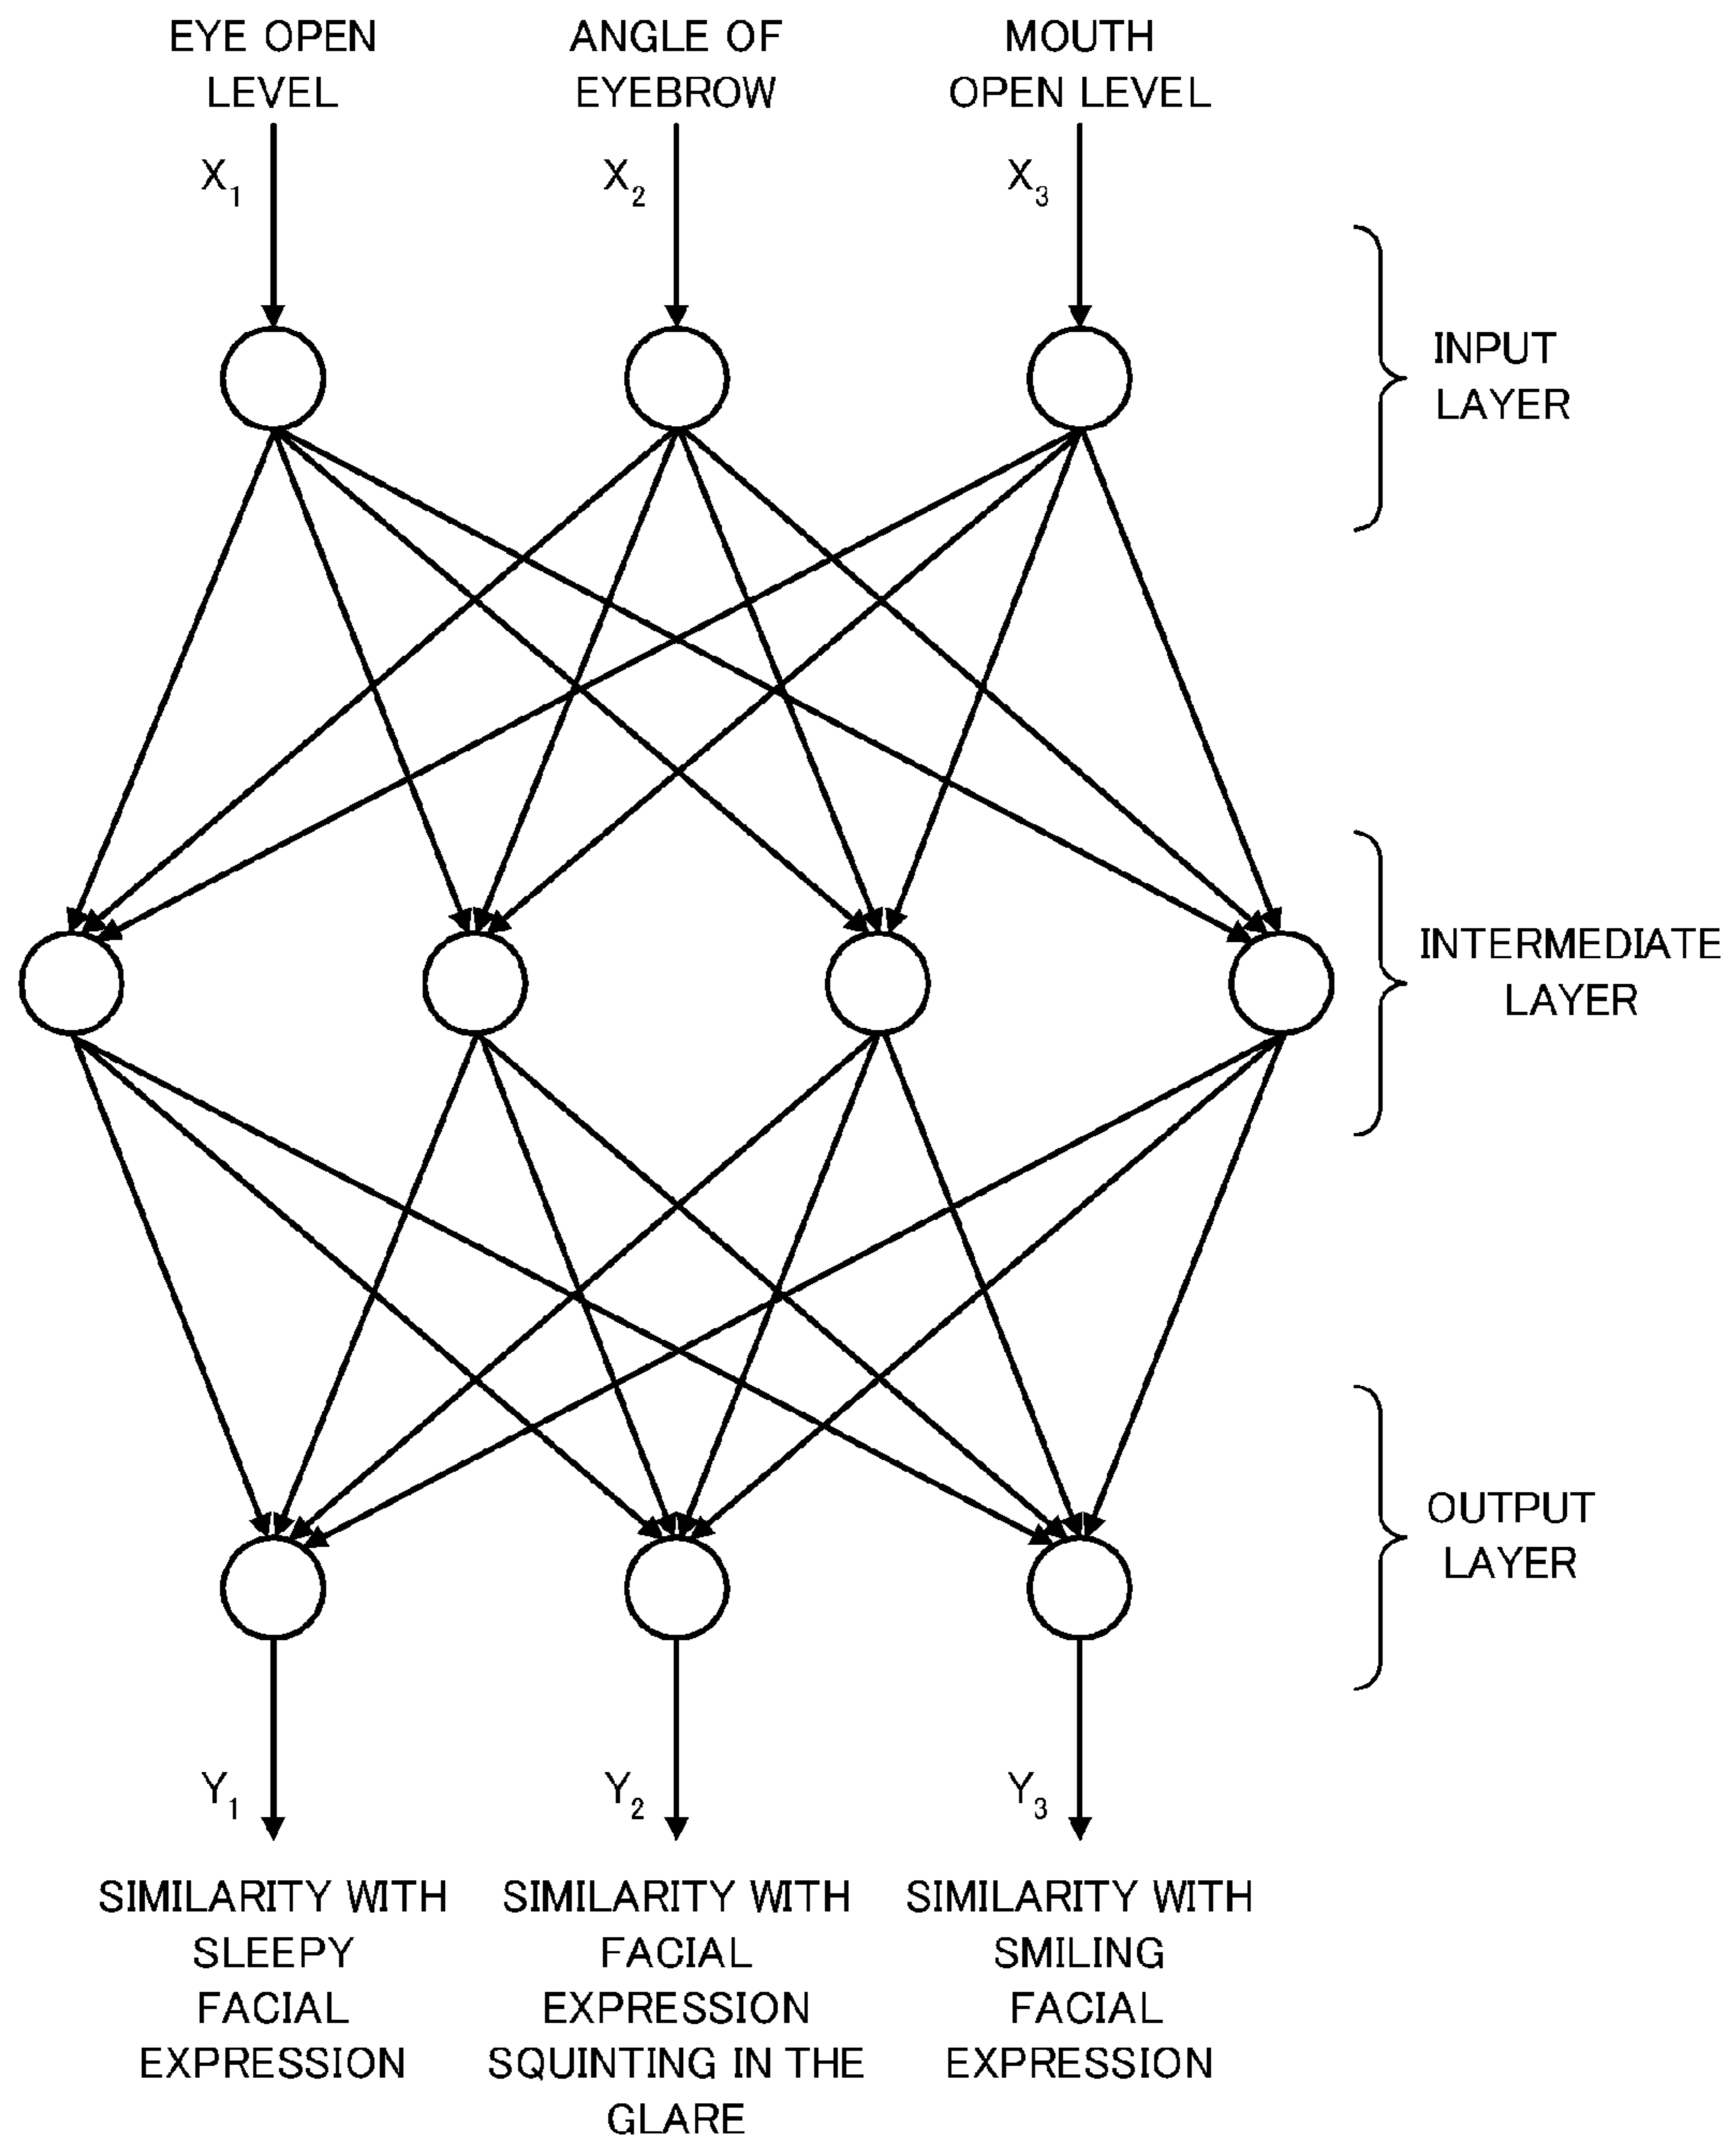 EYE OPEN
LEVEL
ANGLE OF
EYEBROW
MOUTH
OPEN LEVEL
X1
X2
X3
INPUT
LAYER
INTERMEDIATE
LAYER
OUTPUT
LAYER
Y1
Y2
Y3
SIMILARITY WITH
SLEEPY
FACIAL
EXPRESSION
SIMILARITY WITH
FACIAL
EXPRESSION
SQUINTING IN THE
GLARE
SIMILARITY WITH
SMILING
FACIAL
EXPRESSION